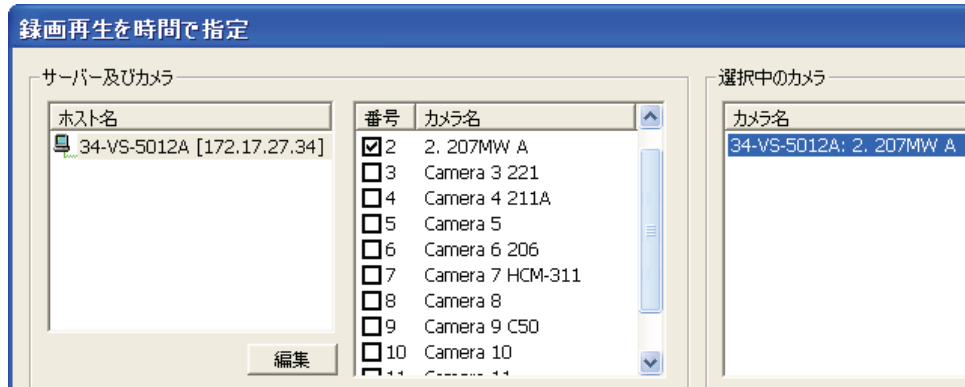 録画再生を時間で指定
サーバー及びカメラ
ホスト名
34-VS-5012A [172.17.27.34]
編集
番号 カメラ名
2 2. 207MW A
3 Camera 3 221
4 Camera 4 211A
5 Camera 5
6 Camera 6 206
7 Camera 7 HCM-311
8 Camera 8
9 Camera 9 C50
10 Camera 10
選択中のカメラ
カメラ名
34-VS-5012A: 2. 207MW A